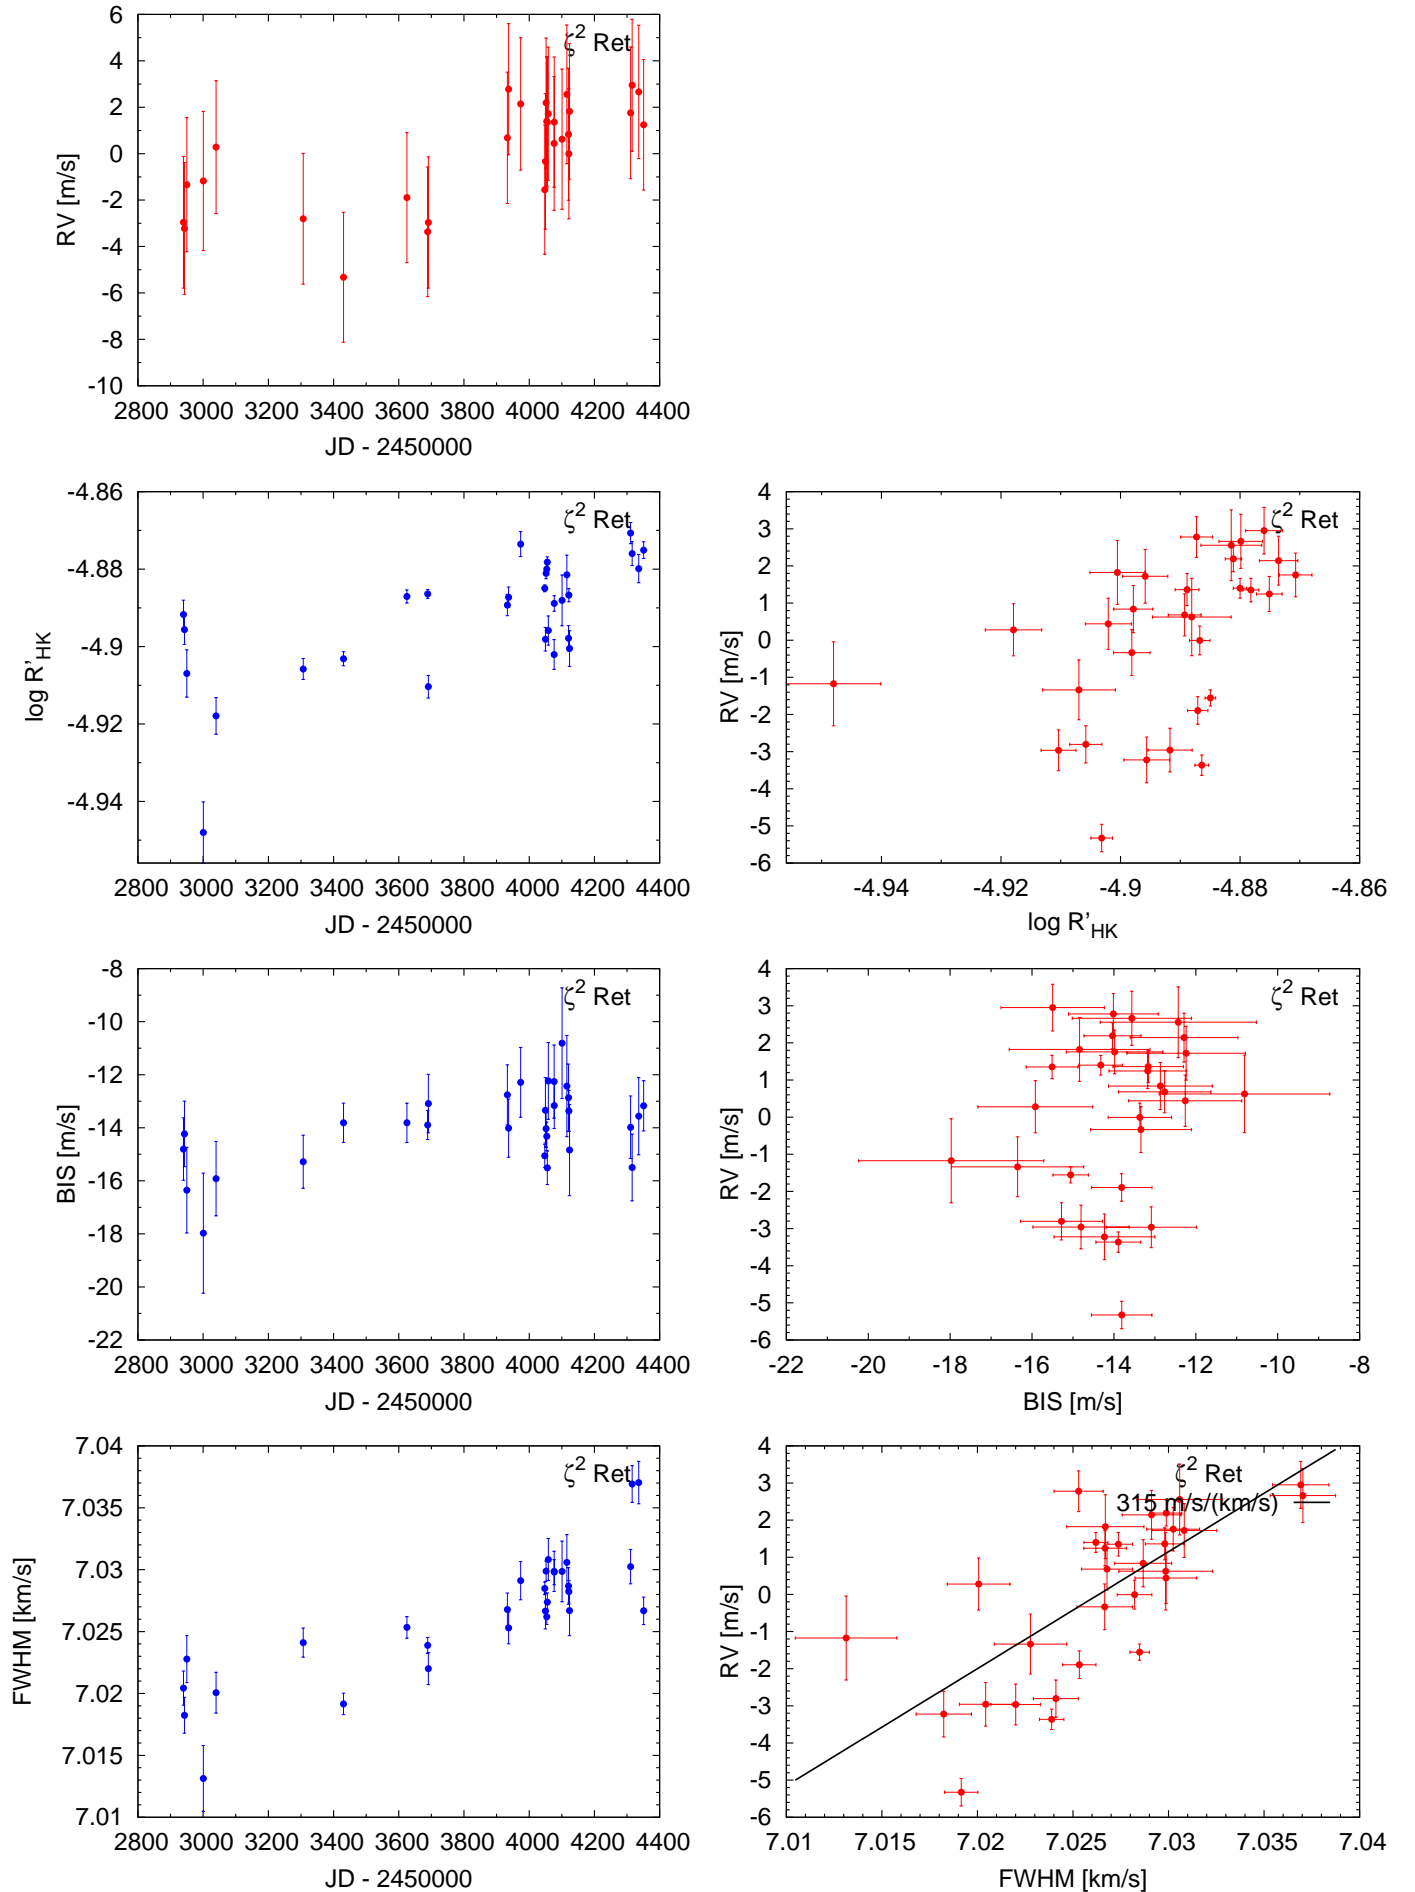 6
4
2
0
-2
-4
-6
-8
-10
RV [m/s]
ζ² Ret
2800 3000 3200 3400 3600 3800 4000 4200 4400
JD - 2450000
-4.86
-4.88
-4.9
-4.92
-4.94
log R'HK
ζ² Ret
2800 3000 3200 3400 3600 3800 4000 4200 4400
JD - 2450000
4
3
2
1
0
-1
-2
-3
-4
-5
-6
RV [m/s]
ζ² Ret
-4.94 -4.92 -4.9 -4.88 -4.86
log R'HK
-8
-10
-12
-14
-16
-18
-20
-22
BIS [m/s]
ζ² Ret
2800 3000 3200 3400 3600 3800 4000 4200 4400
JD - 2450000
4
3
2
1
0
-1
-2
-3
-4
-5
-6
RV [m/s]
ζ² Ret
-22 -20 -18 -16 -14 -12 -10 -8
BIS [m/s]
7.04
7.035
7.03
7.025
7.02
7.015
7.01
FWHM [km/s]
ζ² Ret
2800 3000 3200 3400 3600 3800 4000 4200 4400
JD - 2450000
4
3
2
1
0
-1
-2
-3
-4
-5
-6
RV [m/s]
ζ² Ret
315 m/s/(km/s)
7.01 7.015 7.02 7.025 7.03 7.035 7.04
FWHM [km/s]